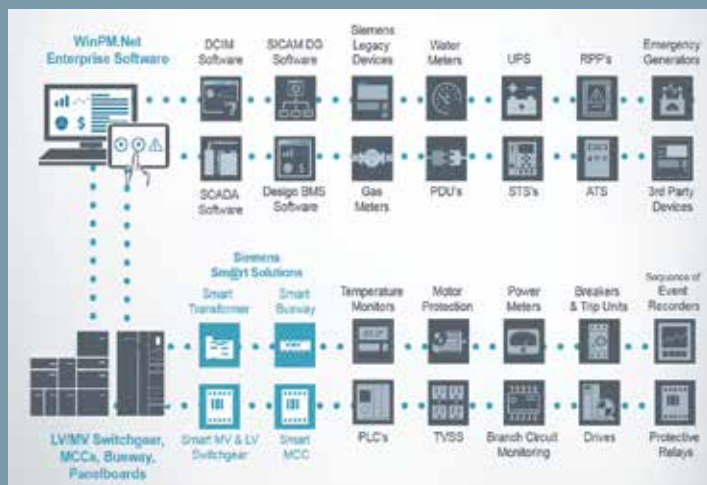 WinPM.Net
Enterprise Software
DCIM
Software
SICAM DG
Software
Siemens
Legacy
Devices
Water
Meters
UPS
RPP's
Emergency
Generators
SCADA
Software
Desigo BMS
Software
Gas
Meters
PDU's
STS's
ATS
3rd Party
Devices
Siemens
Sm@rt Solutions
Smart
Transformer
Smart
Busway
Temperature
Monitors
Motor
Protection
Power
Meters
Breakers
& Trip Units
Sequence of
Event
Recorders
LV/MV Switchgear,
MCCs, Busway,
Panelboards
Smart MV & LV
Switchgear
Smart
MCC
PLC's
TVSS
Branch Circuit
Monitoring
Drives
Protective
Relays